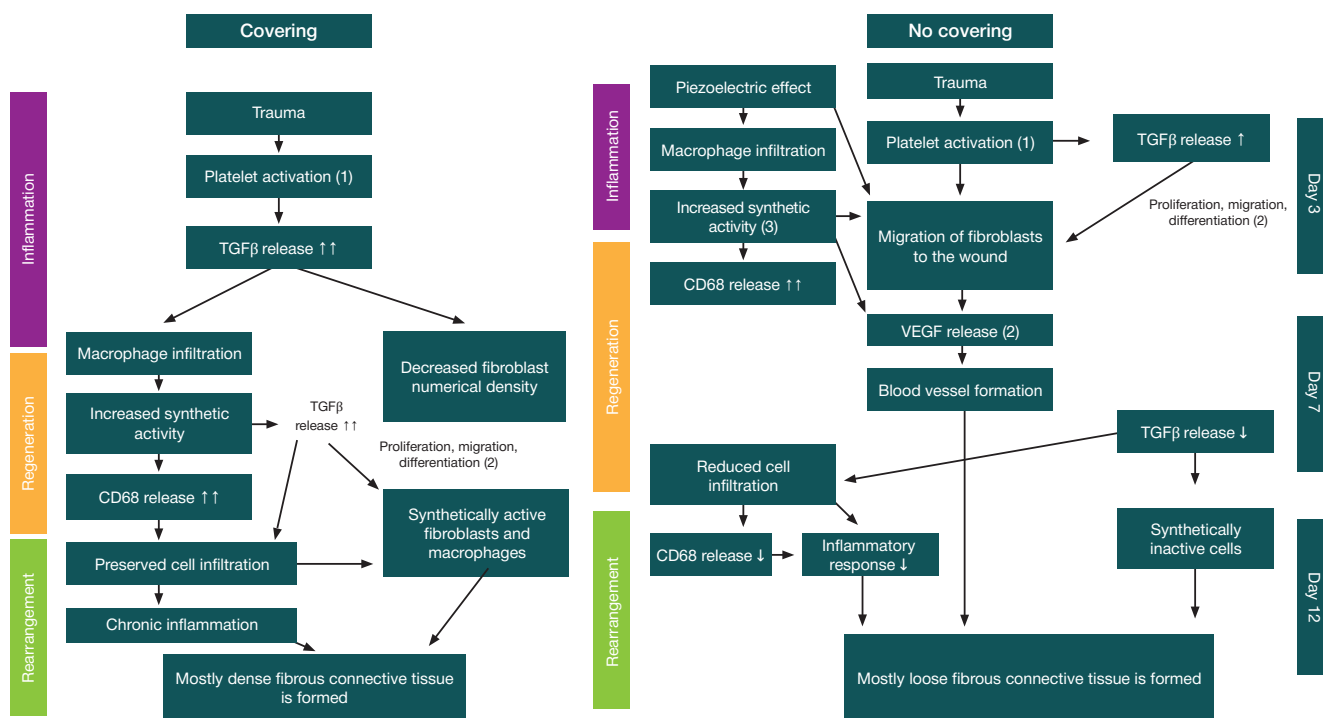 Covering
Inflammation
Regeneration
Rearrangement
Trauma
Platelet activation (1)
TGFβ release ↑↑
Macrophage infiltration
Decreased fibroblast
numerical density
Increased synthetic
activity
TGFβ
release ↑↑
Proliferation, migration,
differentiation (2)
CD68 release ↑↑
Synthetically active
fibroblasts and
macrophages
Preserved cell infiltration
Chronic inflammation
Mostly dense fibrous connective tissue
is formed
No covering
Inflammation
Regeneration
Rearrangement
Piezoelectric effect
Trauma
Macrophage infiltration
Platelet activation (1)
TGFβ release ↑
Increased synthetic
activity (3)
Migration of fibroblasts
to the wound
Proliferation, migration,
differentiation (2)
CD68 release ↑↑
VEGF release (2)
Blood vessel formation
TGFβ release ↓
Reduced cell
infiltration
CD68 release ↓
Inflammatory
response ↓
Synthetically
inactive cells
Mostly loose fibrous connective tissue is formed
Day 3
Day 7
Day 12